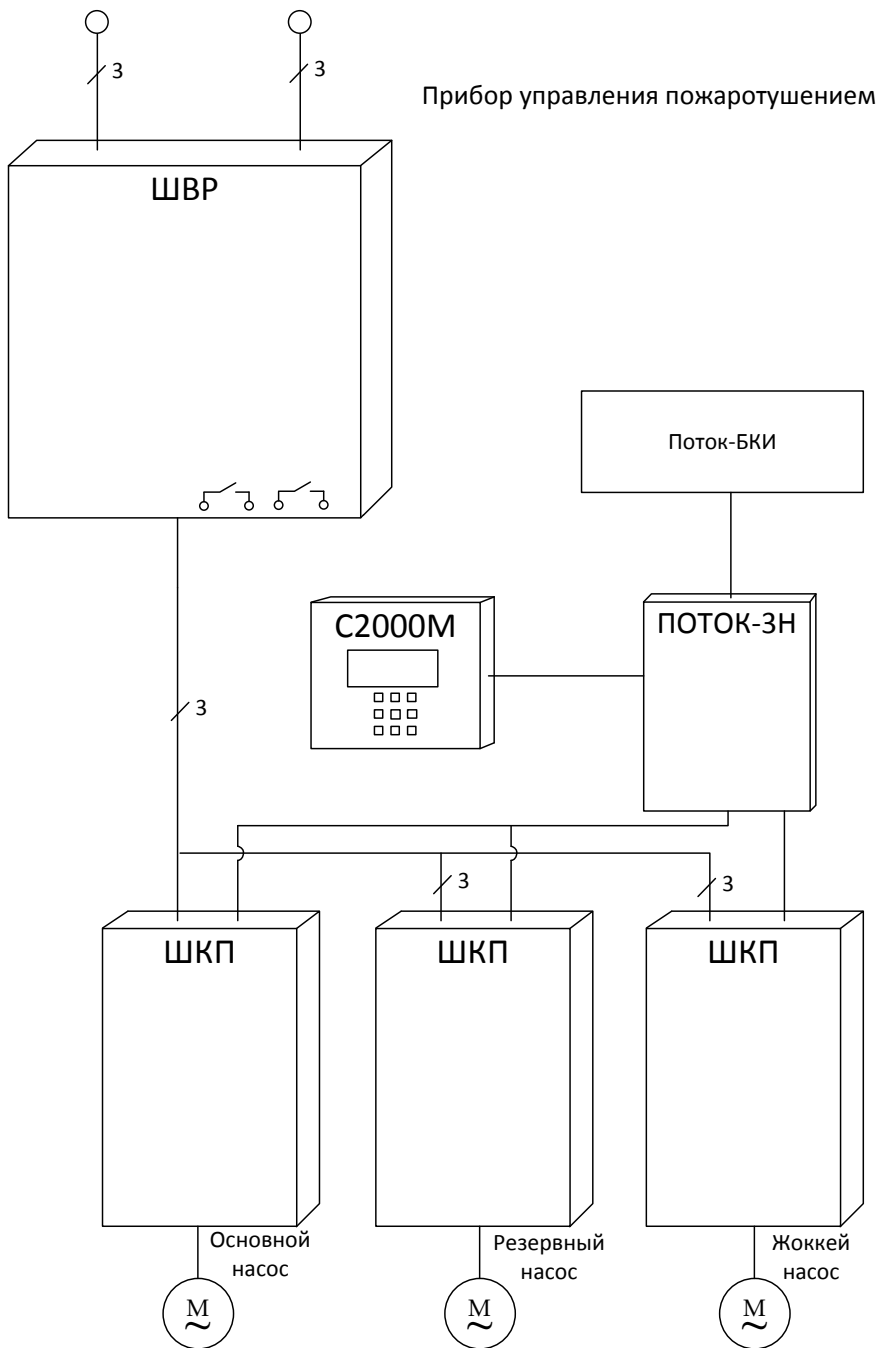 3
3
Прибор управления пожаротушением
ШВР
Поток-БКИ
С2000М
ПОТОК-3Н
3
3
3
ШКП
ШКП
ШКП
Основной
насос
Резервный
насос
Жоккей
насос
М
~
М
~
М
~